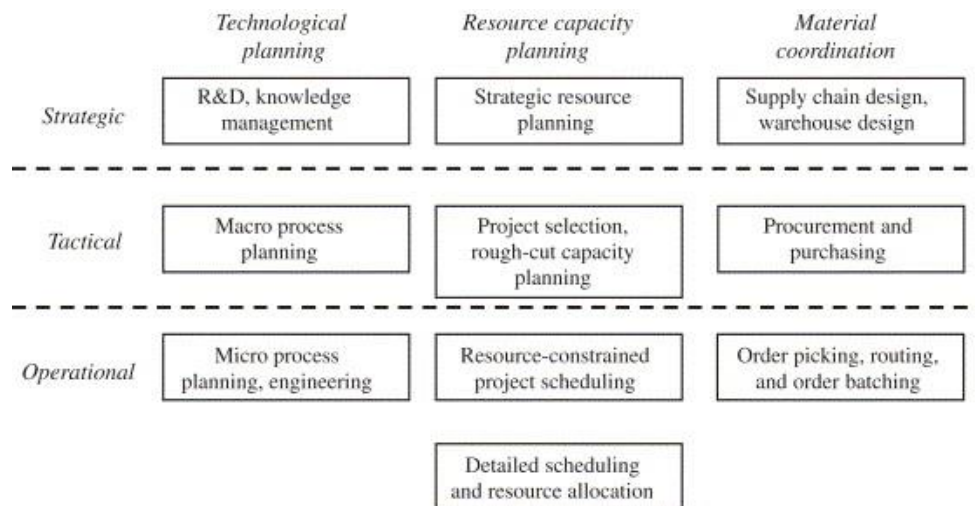 Technological
planning
Resource capacity
planning
Material
coordination
Strategic
R&D, knowledge
management
Strategic resource
planning
Supply chain design,
warehouse design
Tactical
Macro process
planning
Project selection,
rough-cut capacity
planning
Procurement and
purchasing
Operational
Micro process
planning, engineering
Resource-constrained
project scheduling
Order picking, routing,
and order batching
Detailed scheduling
and resource allocation